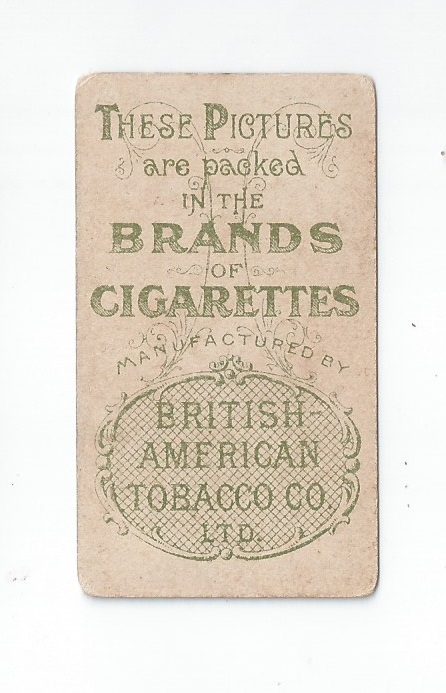 THESE PICTURES
are packed
IN THE
BRANDS
OF
CIGARETTES
MANUFACTURED BY
BRITISH-
AMERICAN
TOBACCO CO.
LTD.